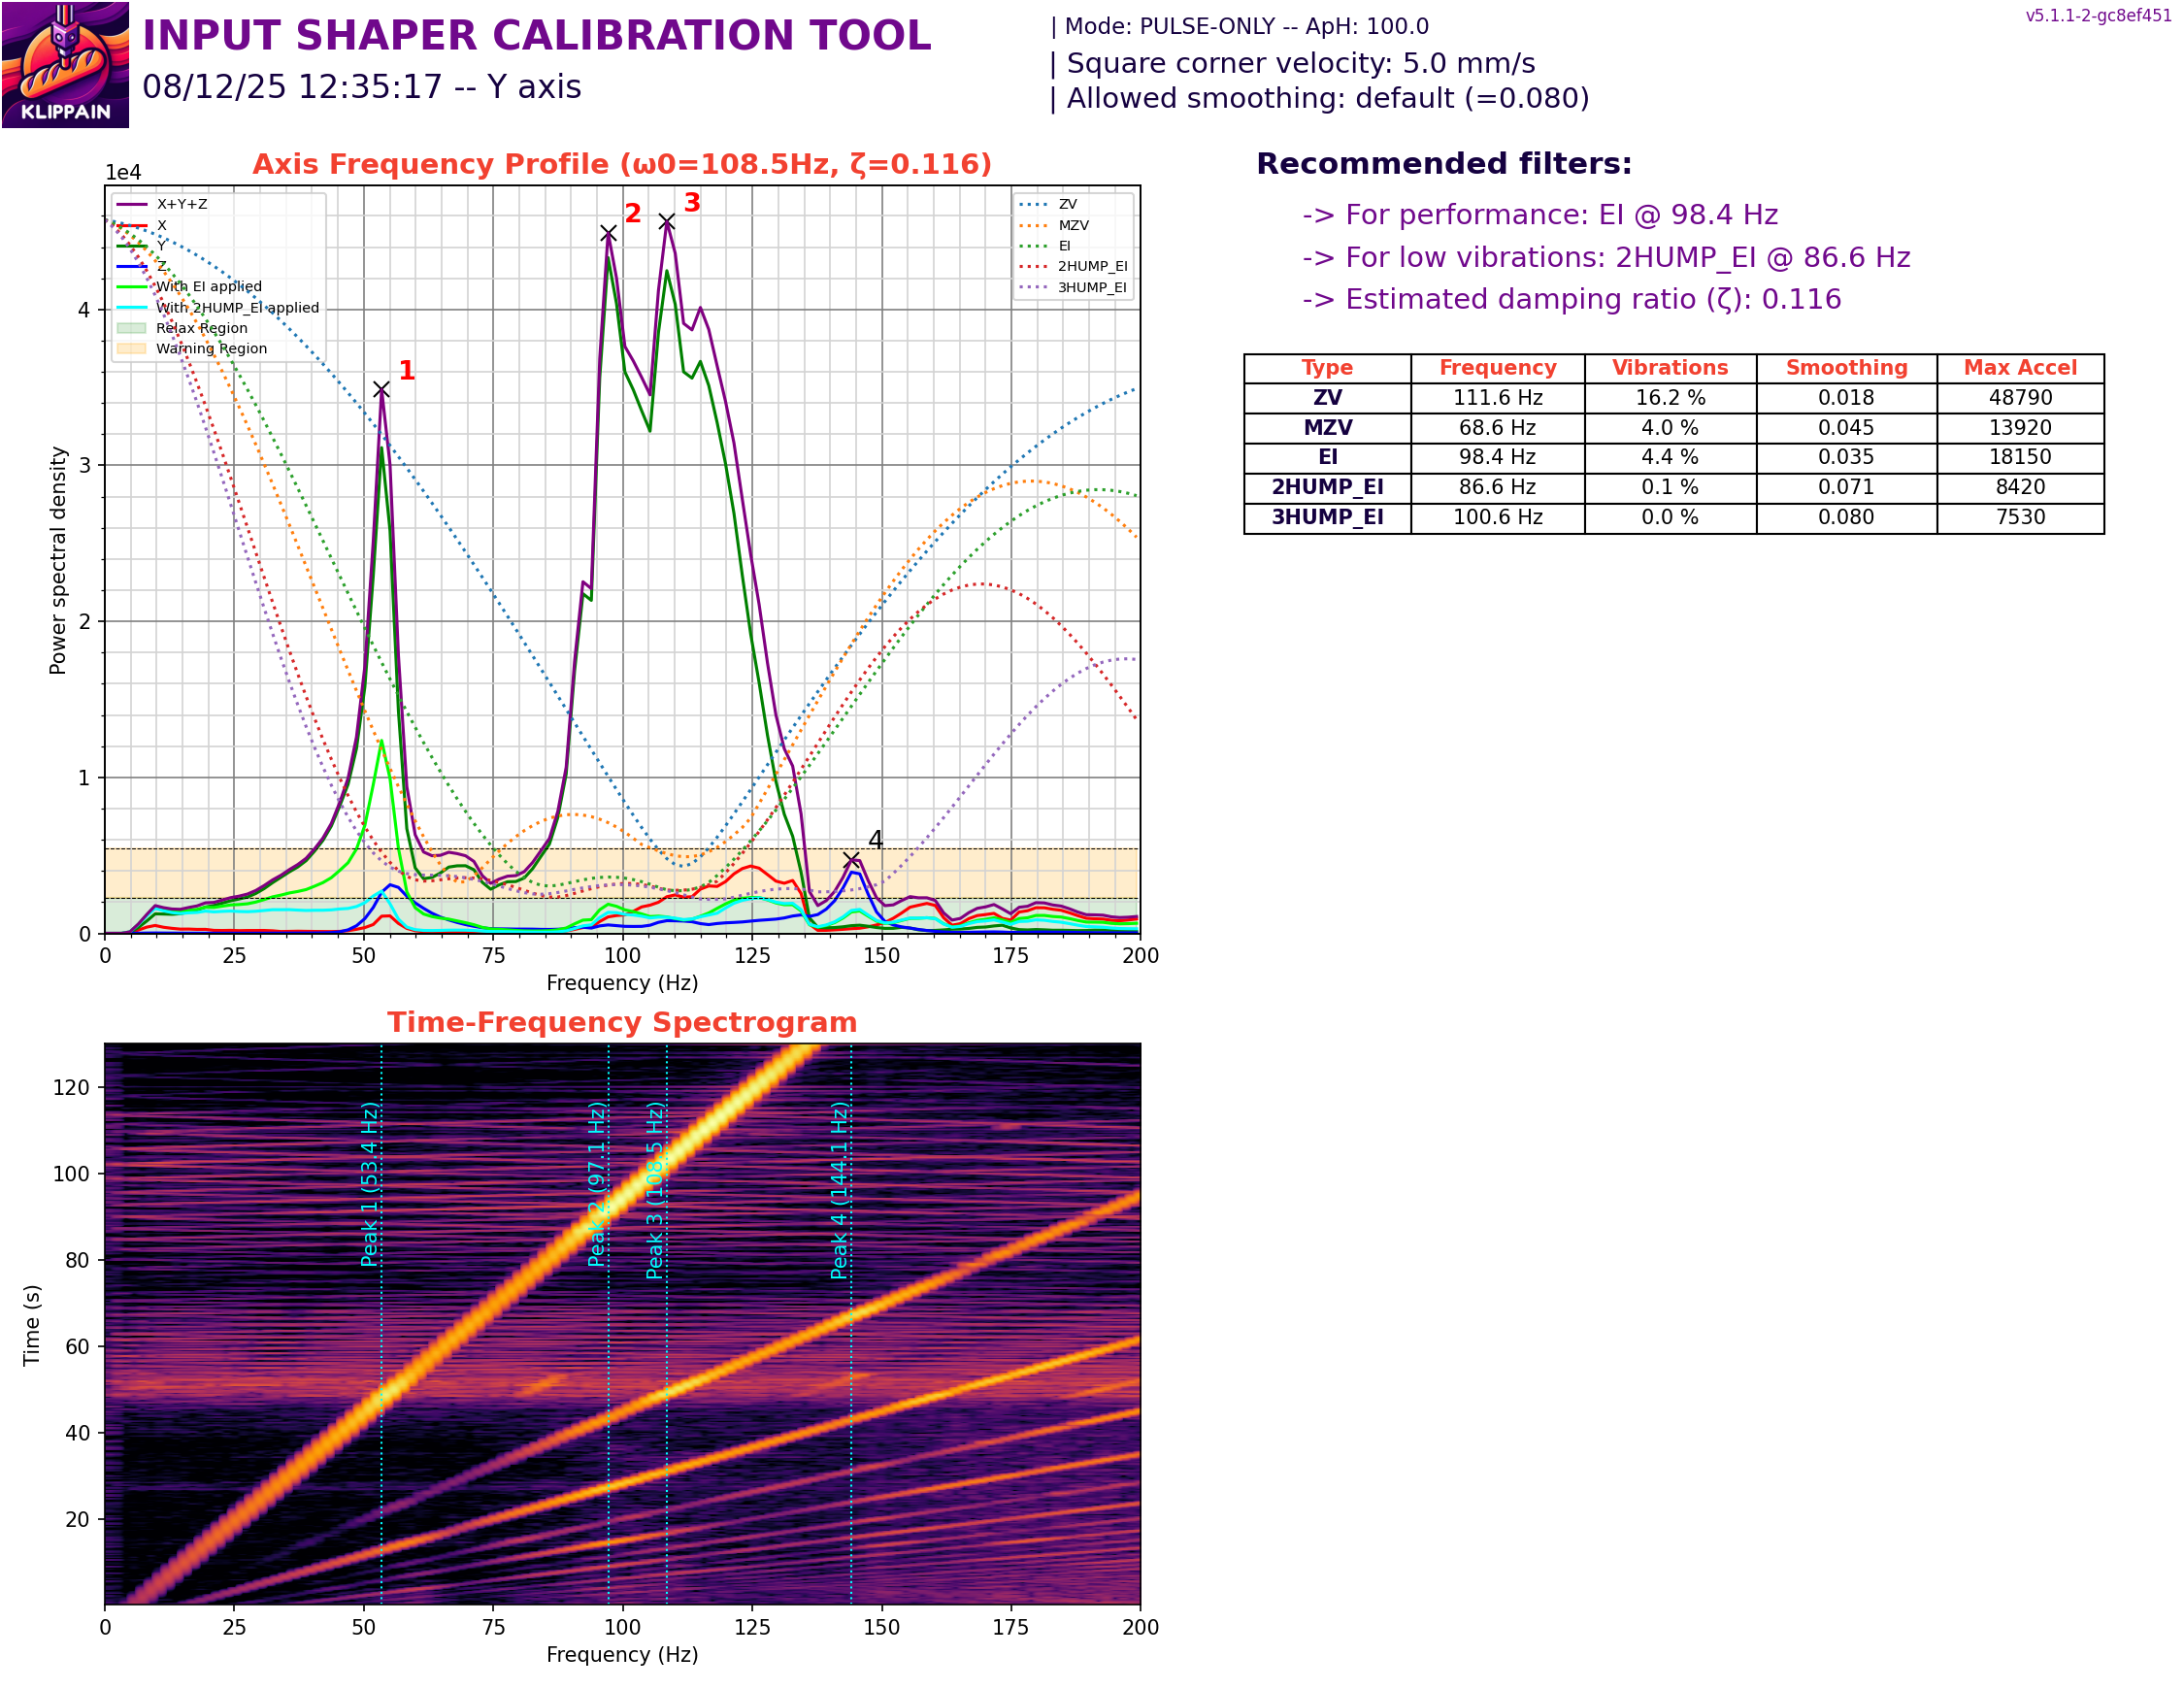 KLIPPAIN
INPUT SHAPER CALIBRATION TOOL
08/12/25 12:35:17 -- Y axis
| Mode: PULSE-ONLY -- ApH: 100.0
| Square corner velocity: 5.0 mm/s
| Allowed smoothing: default (=0.080)
v5.1.1-2-gc8ef451
Axis Frequency Profile (ω0=108.5Hz, ζ=0.116)
1e4
X+Y+Z
X
Y
Z
With EI applied
With 2HUMP_EI applied
Relax Region
Warning Region
ZV
MZV
EI
2HUMP_EI
3HUMP_EI
1
2
3
4
Power spectral density
4
3
2
1
0
0 25 50 75 100 125 150 175 200
Frequency (Hz)
Recommended filters:
-> For performance: EI @ 98.4 Hz
-> For low vibrations: 2HUMP_EI @ 86.6 Hz
-> Estimated damping ratio (ζ): 0.116
Type Frequency Vibrations Smoothing Max Accel
ZV 111.6 Hz 16.2 % 0.018 48790
MZV 68.6 Hz 4.0 % 0.045 13920
EI 98.4 Hz 4.4 % 0.035 18150
2HUMP_EI 86.6 Hz 0.1 % 0.071 8420
3HUMP_EI 100.6 Hz 0.0 % 0.080 7530
Time-Frequency Spectrogram
Peak 1 (53.4 Hz)
Peak 2 (97.1 Hz)
Peak 3 (108.5 Hz)
Peak 4 (144.1 Hz)
Time (s)
120
100
80
60
40
20
0 25 50 75 100 125 150 175 200
Frequency (Hz)